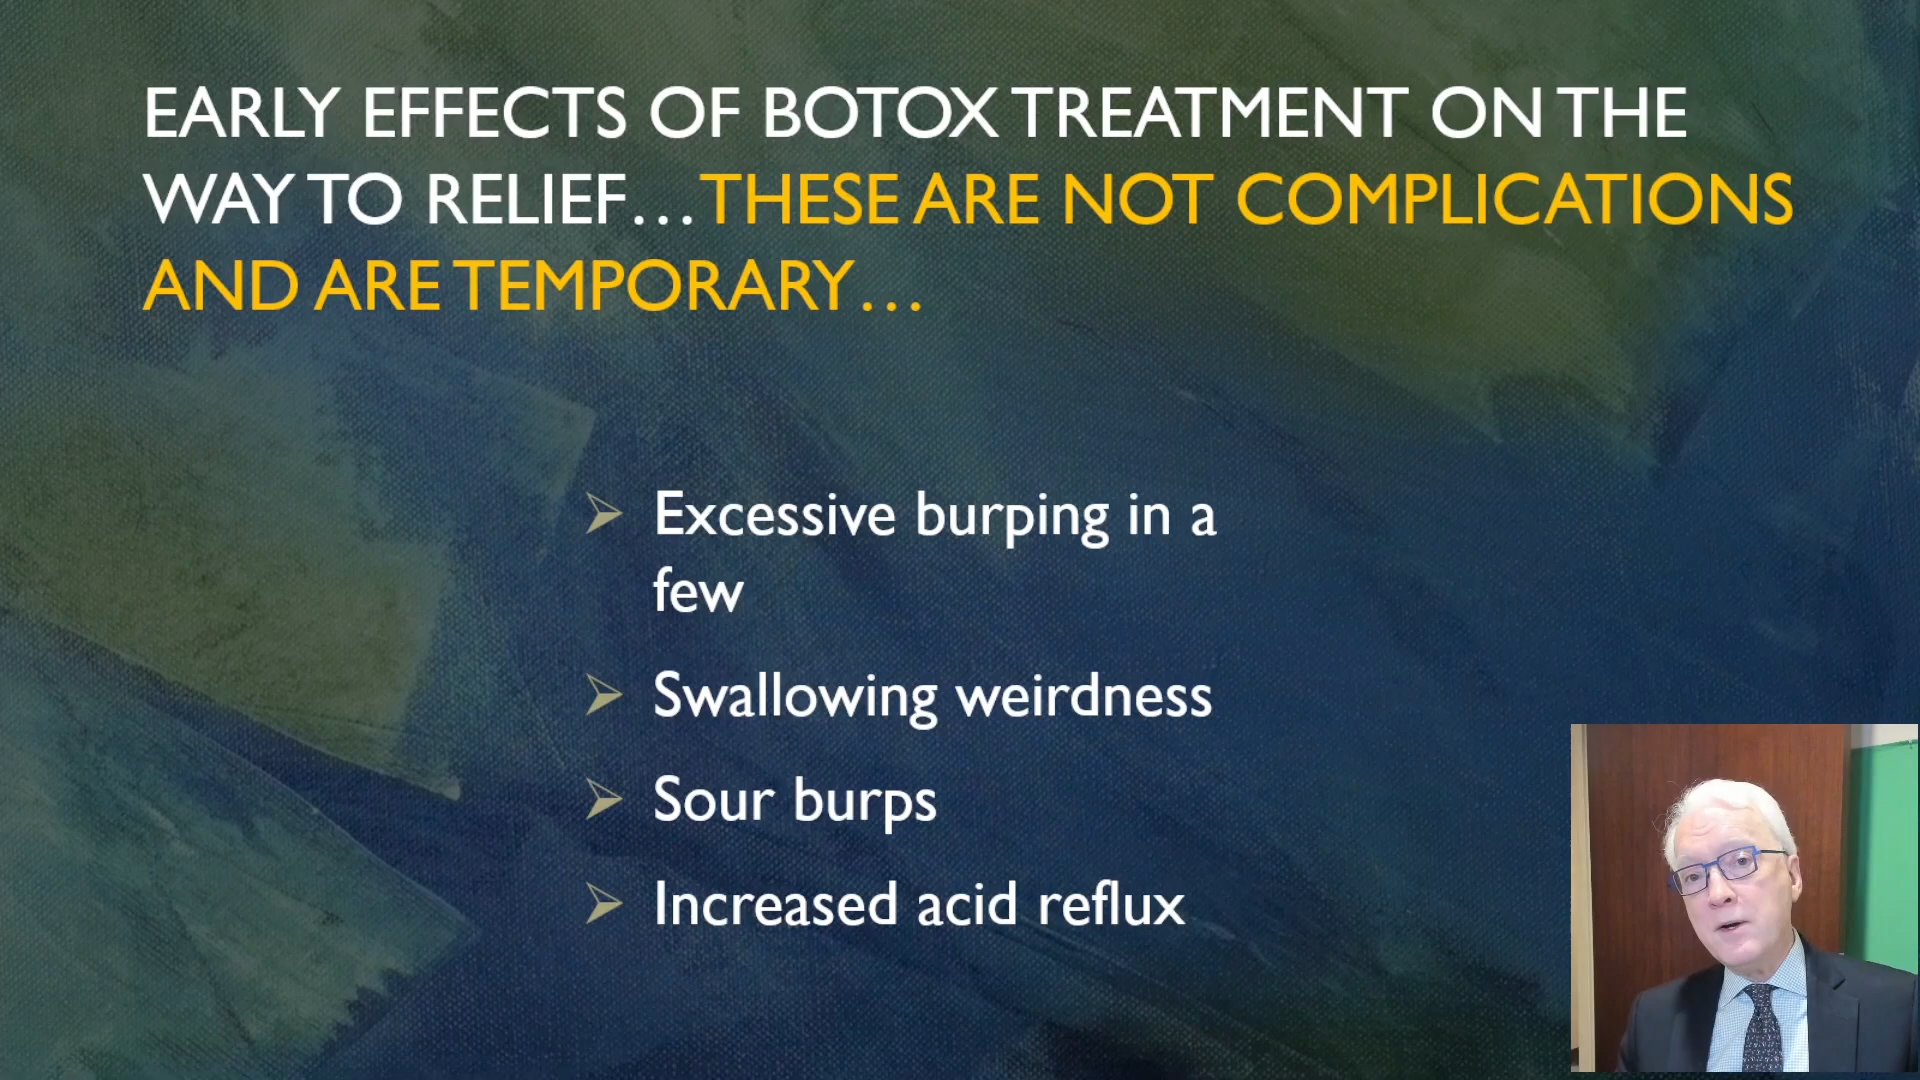 EARLY EFFECTS OF BOTOX TREATMENT ON THE
WAY TO RELIEF…THESE ARE NOT COMPLICATIONS
AND ARE TEMPORARY…
Excessive burping in a
few
Swallowing weirdness
Sour burps
Increased acid reflux